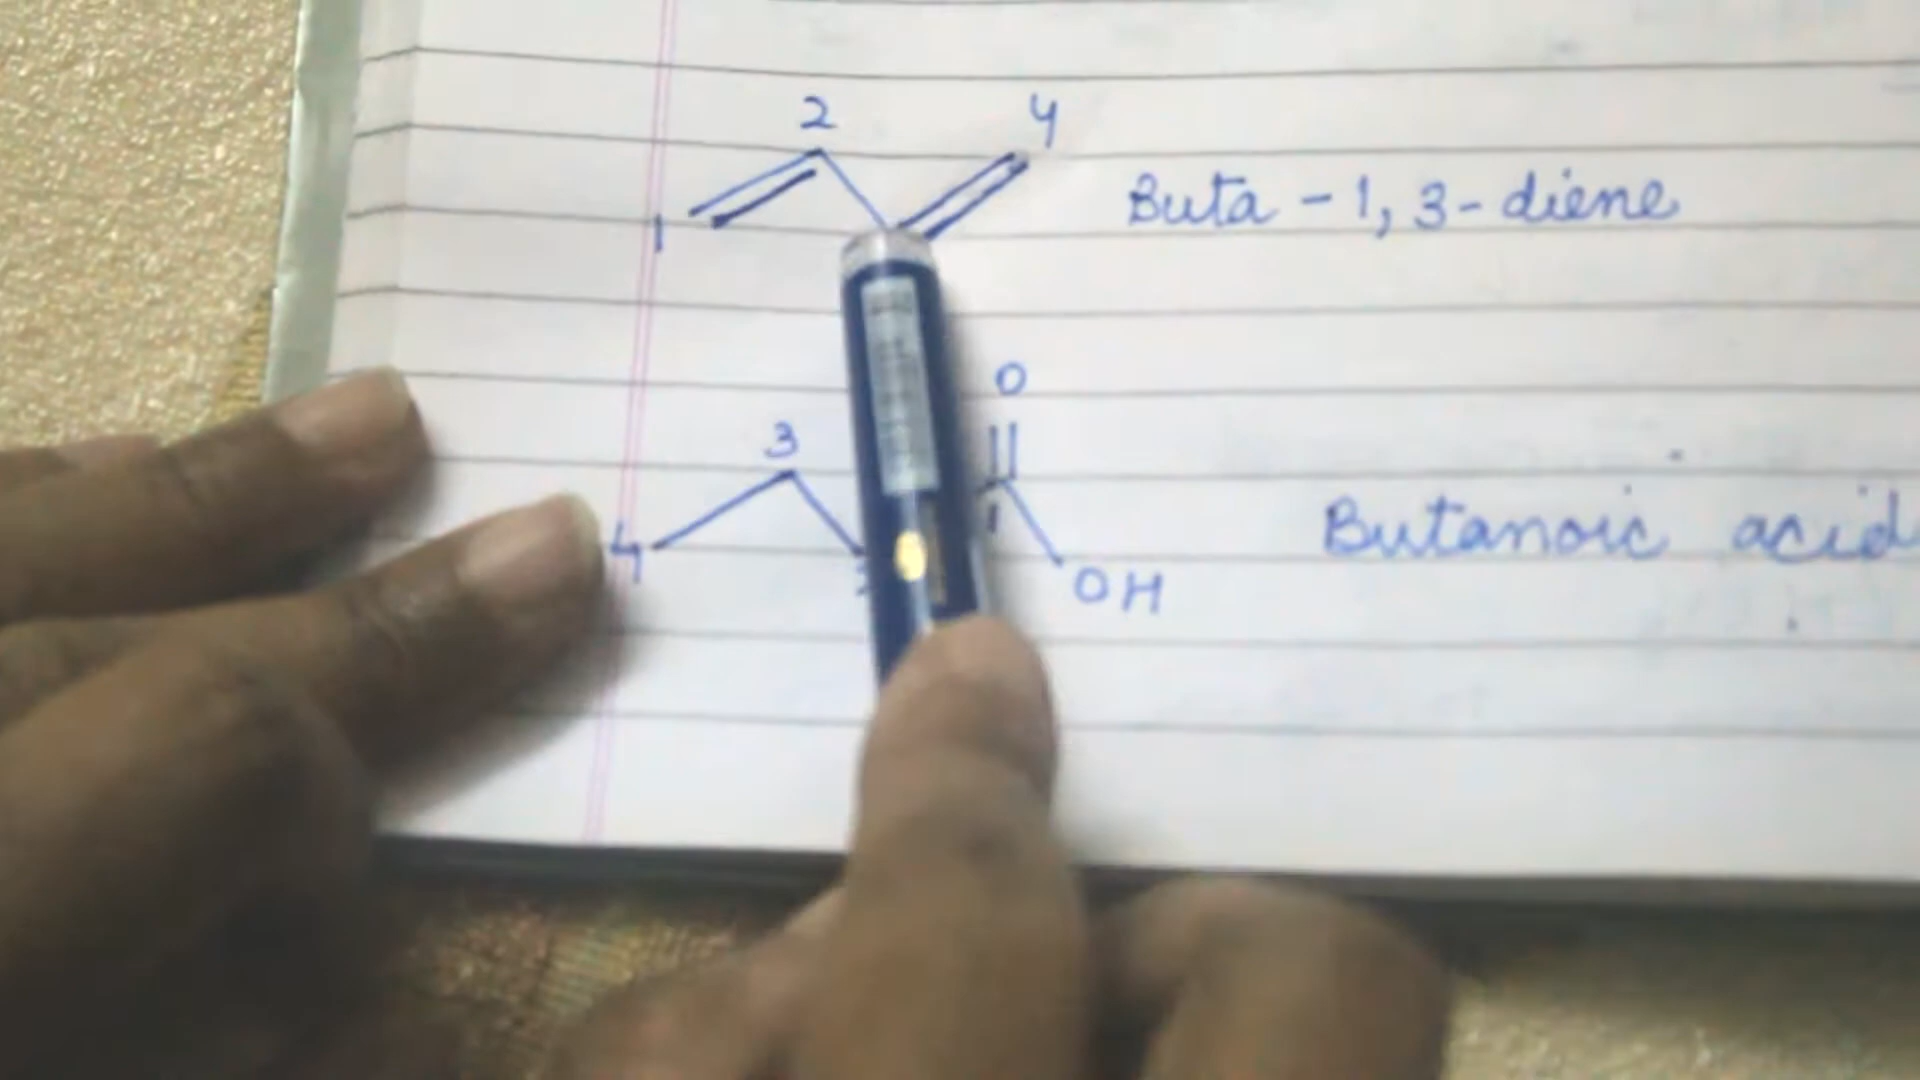 2 4
1 Buta - 1, 3 - diene
O
3
4 1 Butanoic acid
OH